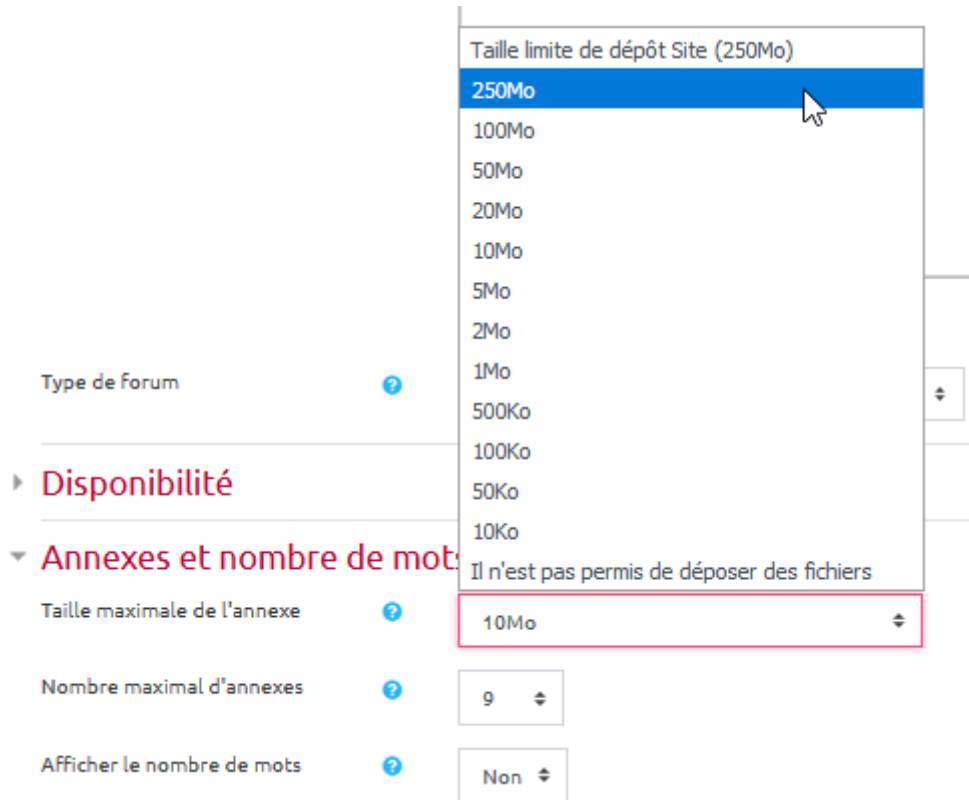 Taille limite de dépôt Site (250Mo)
250Mo
100Mo
50Mo
20Mo
10Mo
5Mo
2Mo
1Mo
500Ko
100Ko
50Ko
10Ko
Il n'est pas permis de déposer des fichiers
Type de forum ?
Disponibilité
Annexes et nombre de mots
Taille maximale de l'annexe ? 10Mo
Nombre maximal d'annexes ? 9
Afficher le nombre de mots ? Non